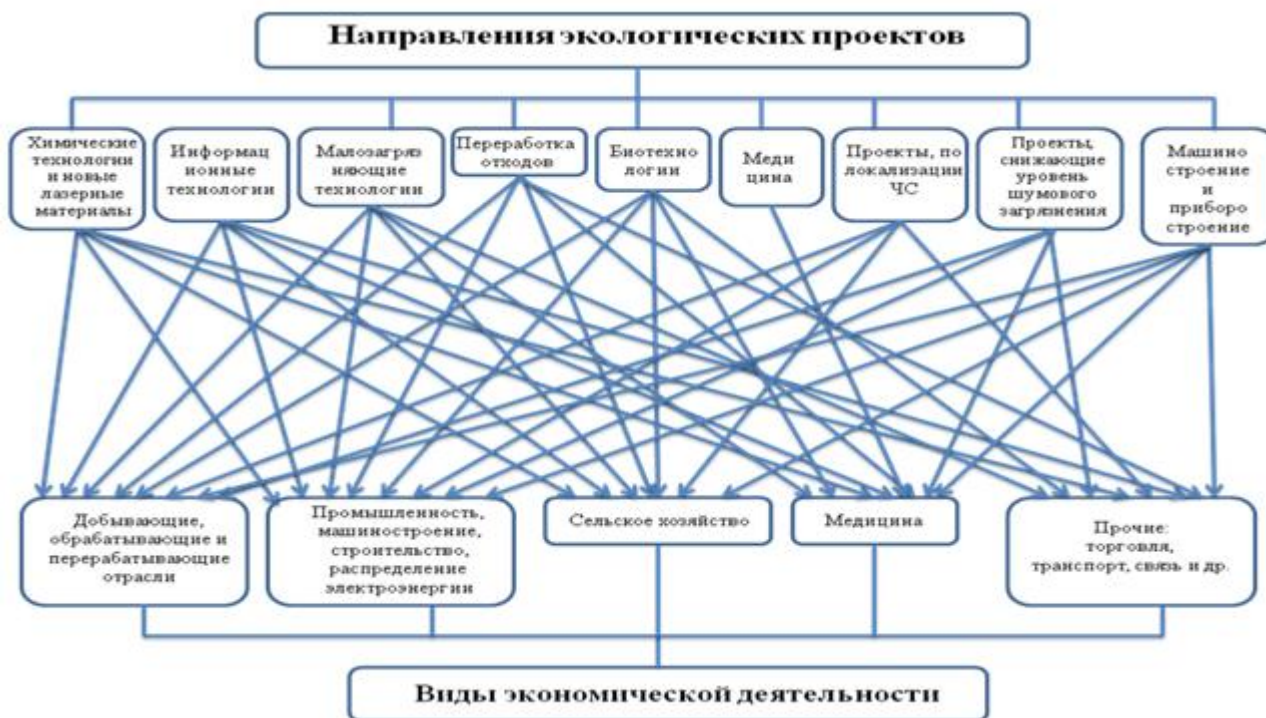 Направления экологических проектов
Химические
технологии
и новые
лазерные
материалы
Информац
ионные
технологии
Малозагряз
няющие
технологии
Переработка
отходов
Биотехно
логии
Меди
цина
Проекты, по
локализации
ЧС
Проекты,
снижающие
уровень
шумового
загрязнения
Машино
строение
и
приборо
строение
Добывающие,
обрабатывающие и
перерабатывающие
отрасли
Промышленность,
машиностроение,
строительство,
распределение
электроэнергии
Сельское хозяйство
Медицина
Прочие:
торговля,
транспорт, связь и др.
Виды экономической деятельности